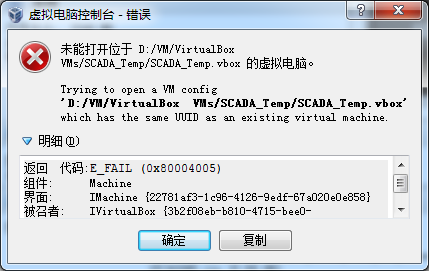 虚拟电脑控制台 - 错误
未能打开位于 D:/VM/VirtualBox
VMs/SCADA_Temp/SCADA_Temp.vbox 的虚拟电脑。
Trying to open a VM config
'D:/VM/VirtualBox VMs/SCADA_Temp/SCADA_Temp.vbox'
which has the same UUID as an existing virtual machine.
明细(D)
返回 代码:E_FAIL (0x80004005)
组件: Machine
界面: IMachine {22781af3-1c96-4126-9edf-67a020e0e858}
被召者: IVirtualBox {3b2f08eb-b810-4715-bee0-
确定
复制